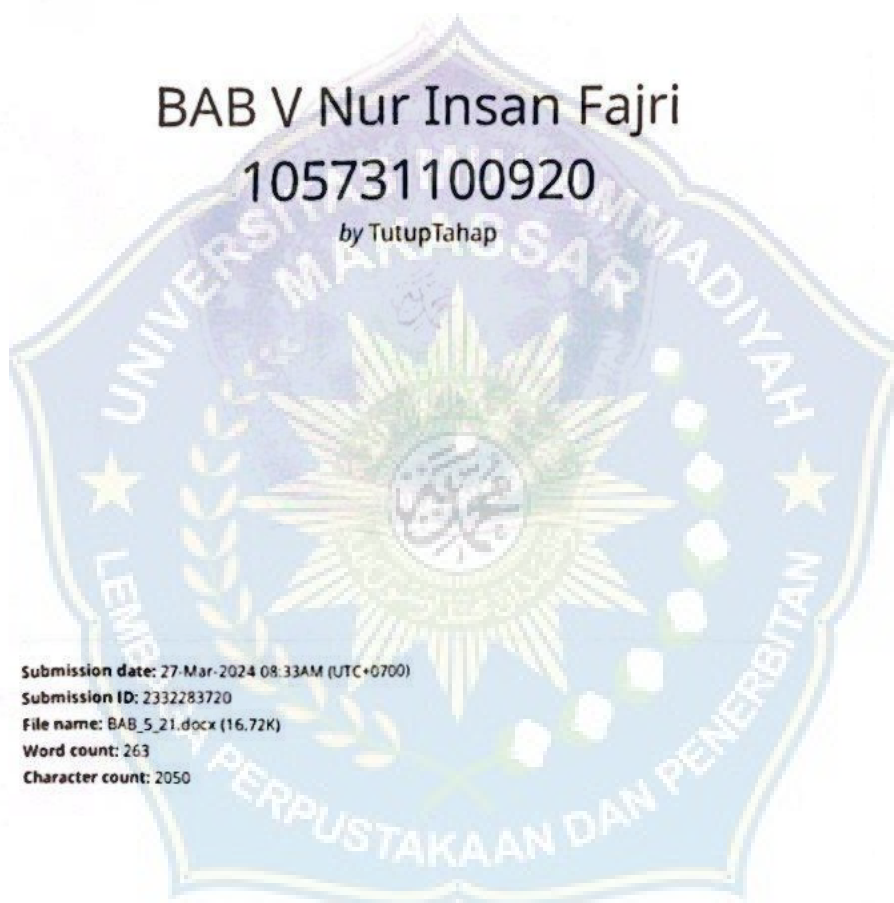 BAB V Nur Insan Fajri
105731100920
by TutupTahap
UNIVERSITAS MUHAMMADIYAH
MAKASSAR
محمد
LEMBAGA PERPUSTAKAAN DAN PENERBITAN
Submission date: 27-Mar-2024 08:33AM (UTC+0700)
Submission ID: 2332283720
File name: BAB_5_21.docx (16.72K)
Word count: 263
Character count: 2050